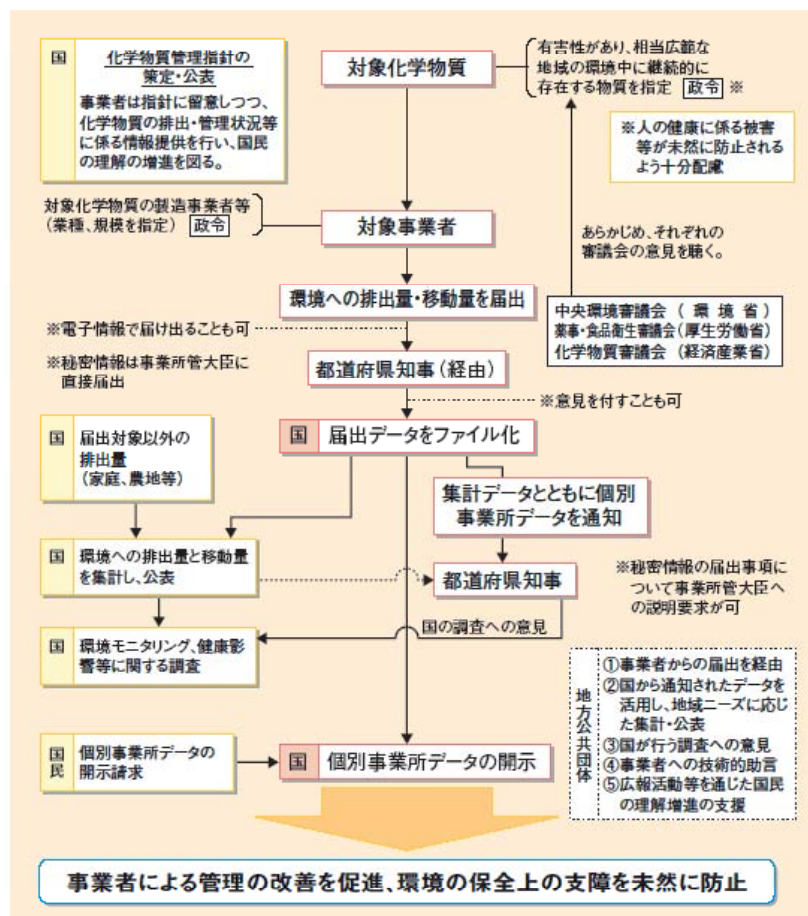 国
化学物質管理指針の
策定・公表
事業者は指針に留意しつつ、
化学物質の排出・管理状況等
に係る情報提供を行い、国民
の理解の増進を図る。
対象化学物質
有害性があり、相当広範な
地域の環境中に継続的に
存在する物質を指定 政令 ※
※人の健康に係る被害
等が未然に防止される
よう十分配慮
対象化学物質の製造事業者等
(業種、規模を指定) 政令
対象事業者
あらかじめ、それぞれの
審議会の意見を聴く。
環境への排出量・移動量を届出
中央環境審議会(環境省)
薬事・食品衛生審議会(厚生労働省)
化学物質審議会(経済産業省)
※電子情報で届け出ることも可
※秘密情報は事業所管大臣に
直接届出
都道府県知事(経由)
※意見を付すことも可
国 届出データをファイル化
国
届出対象以外の
排出量
(家庭、農地等)
集計データとともに個別
事業所データを通知
国
環境への排出量と移動量
を集計し、公表
都道府県知事
※秘密情報の届出事項に
ついて事業所管大臣へ
の説明要求が可
国の調査への意見
国
環境モニタリング、健康影
響等に関する調査
地方公共団体
①事業者からの届出を経由
②国から通知されたデータを
活用し、地域ニーズに応じ
た集計・公表
③国が行う調査への意見
④事業者への技術的助言
⑤広報活動等を通じた国民
の理解増進の支援
国民
個別事業所データの
開示請求
国 個別事業所データの開示
事業者による管理の改善を促進、環境の保全上の支障を未然に防止